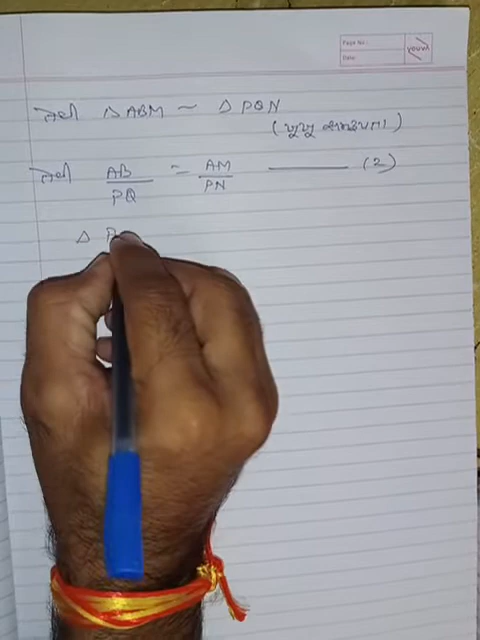 Page No.:
Date:
youva
તેથી △ ABM ~ △ PQN
(ખૂખૂ સમરૂપતા)
તેથી AB/PQ = AM/PN ——— (2)
△